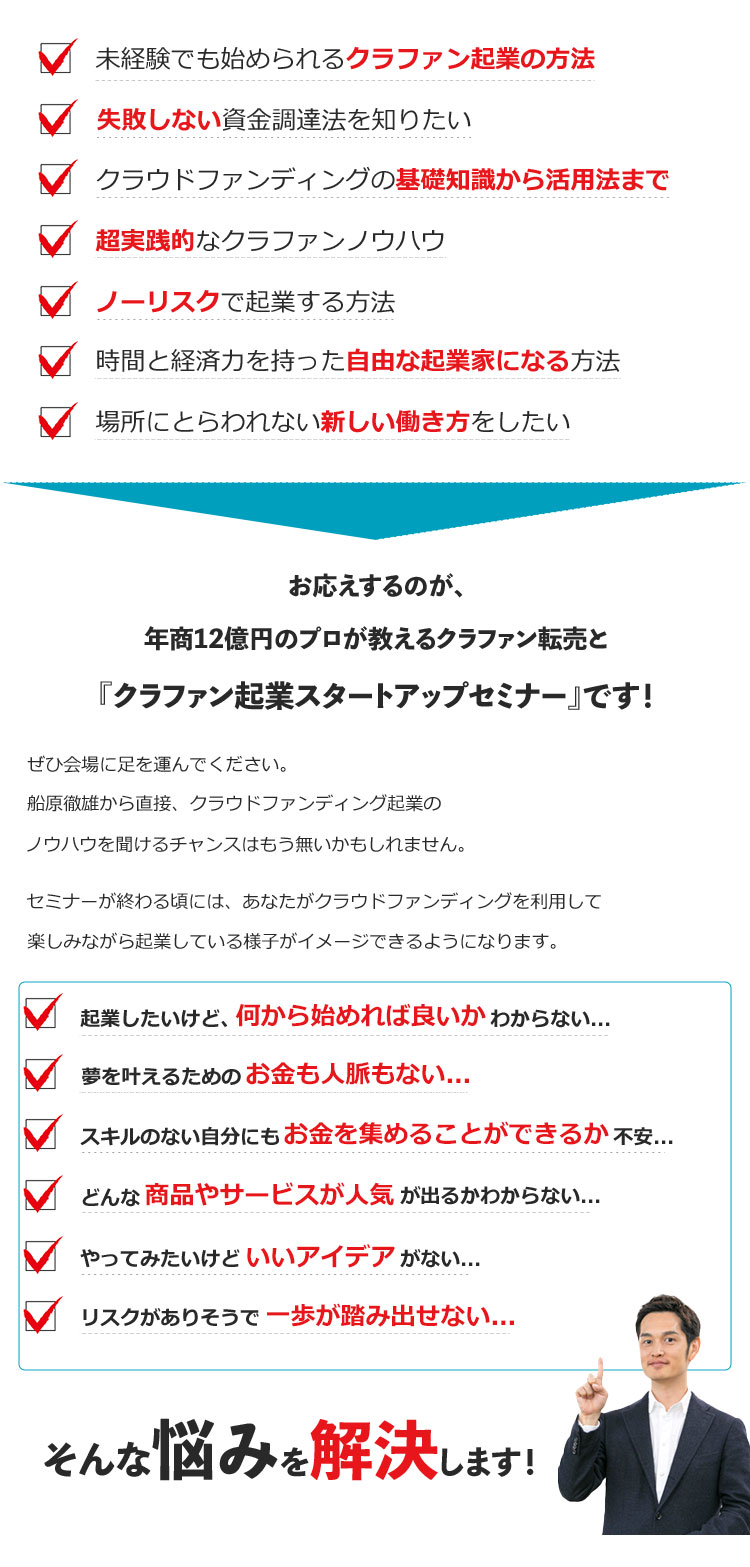 未経験でも始められるクラファン起業の方法
失敗しない資金調達法を知りたい
クラウドファンディングの基礎知識から活用法まで
超実践的なクラファンノウハウ
ノーリスクで起業する方法
時間と経済力を持った自由な起業家になる方法
場所にとらわれない新しい働き方をしたい
お応えするのが、
年商12億円のプロが教えるクラファン転売と
『クラファン起業スタートアップセミナー』です!
ぜひ会場に足を運んでください。
船原徹雄から直接、クラウドファンディング起業の
ノウハウを聞けるチャンスはもう無いかもしれません。
セミナーが終わる頃には、あなたがクラウドファンディングを利用して
楽しみながら起業している様子がイメージできるようになります。
起業したいけど、何から始めれば良いか わからない...
夢を叶えるための お金も人脈もない...
スキルのない自分にも お金を集めることができるか 不安...
どんな 商品やサービスが人気 が出るかわからない...
やってみたいけど いいアイデア がない...
リスクがありそうで 一歩が踏み出せない...
そんな悩みを解決します!